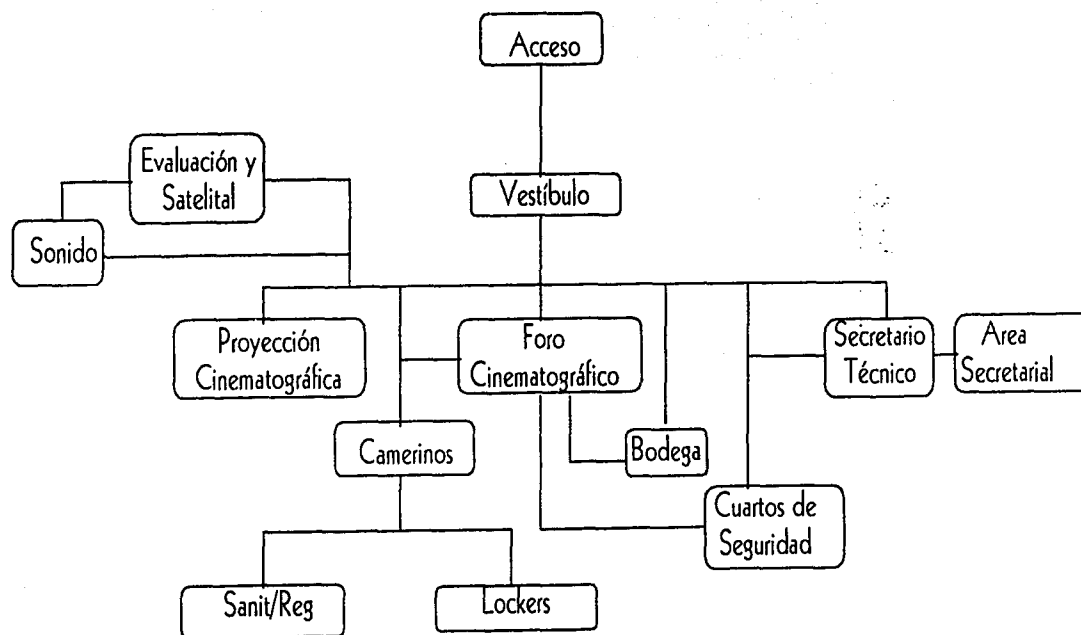 Acceso
Evaluación y
Satelital
Vestíbulo
Sonido
Proyección
Cinematográfica
Foro
Cinematográfico
Secretario
Técnico
Area
Secretarial
Camerinos
Bodega
Cuartos de
Seguridad
Sanit/Reg
Lockers